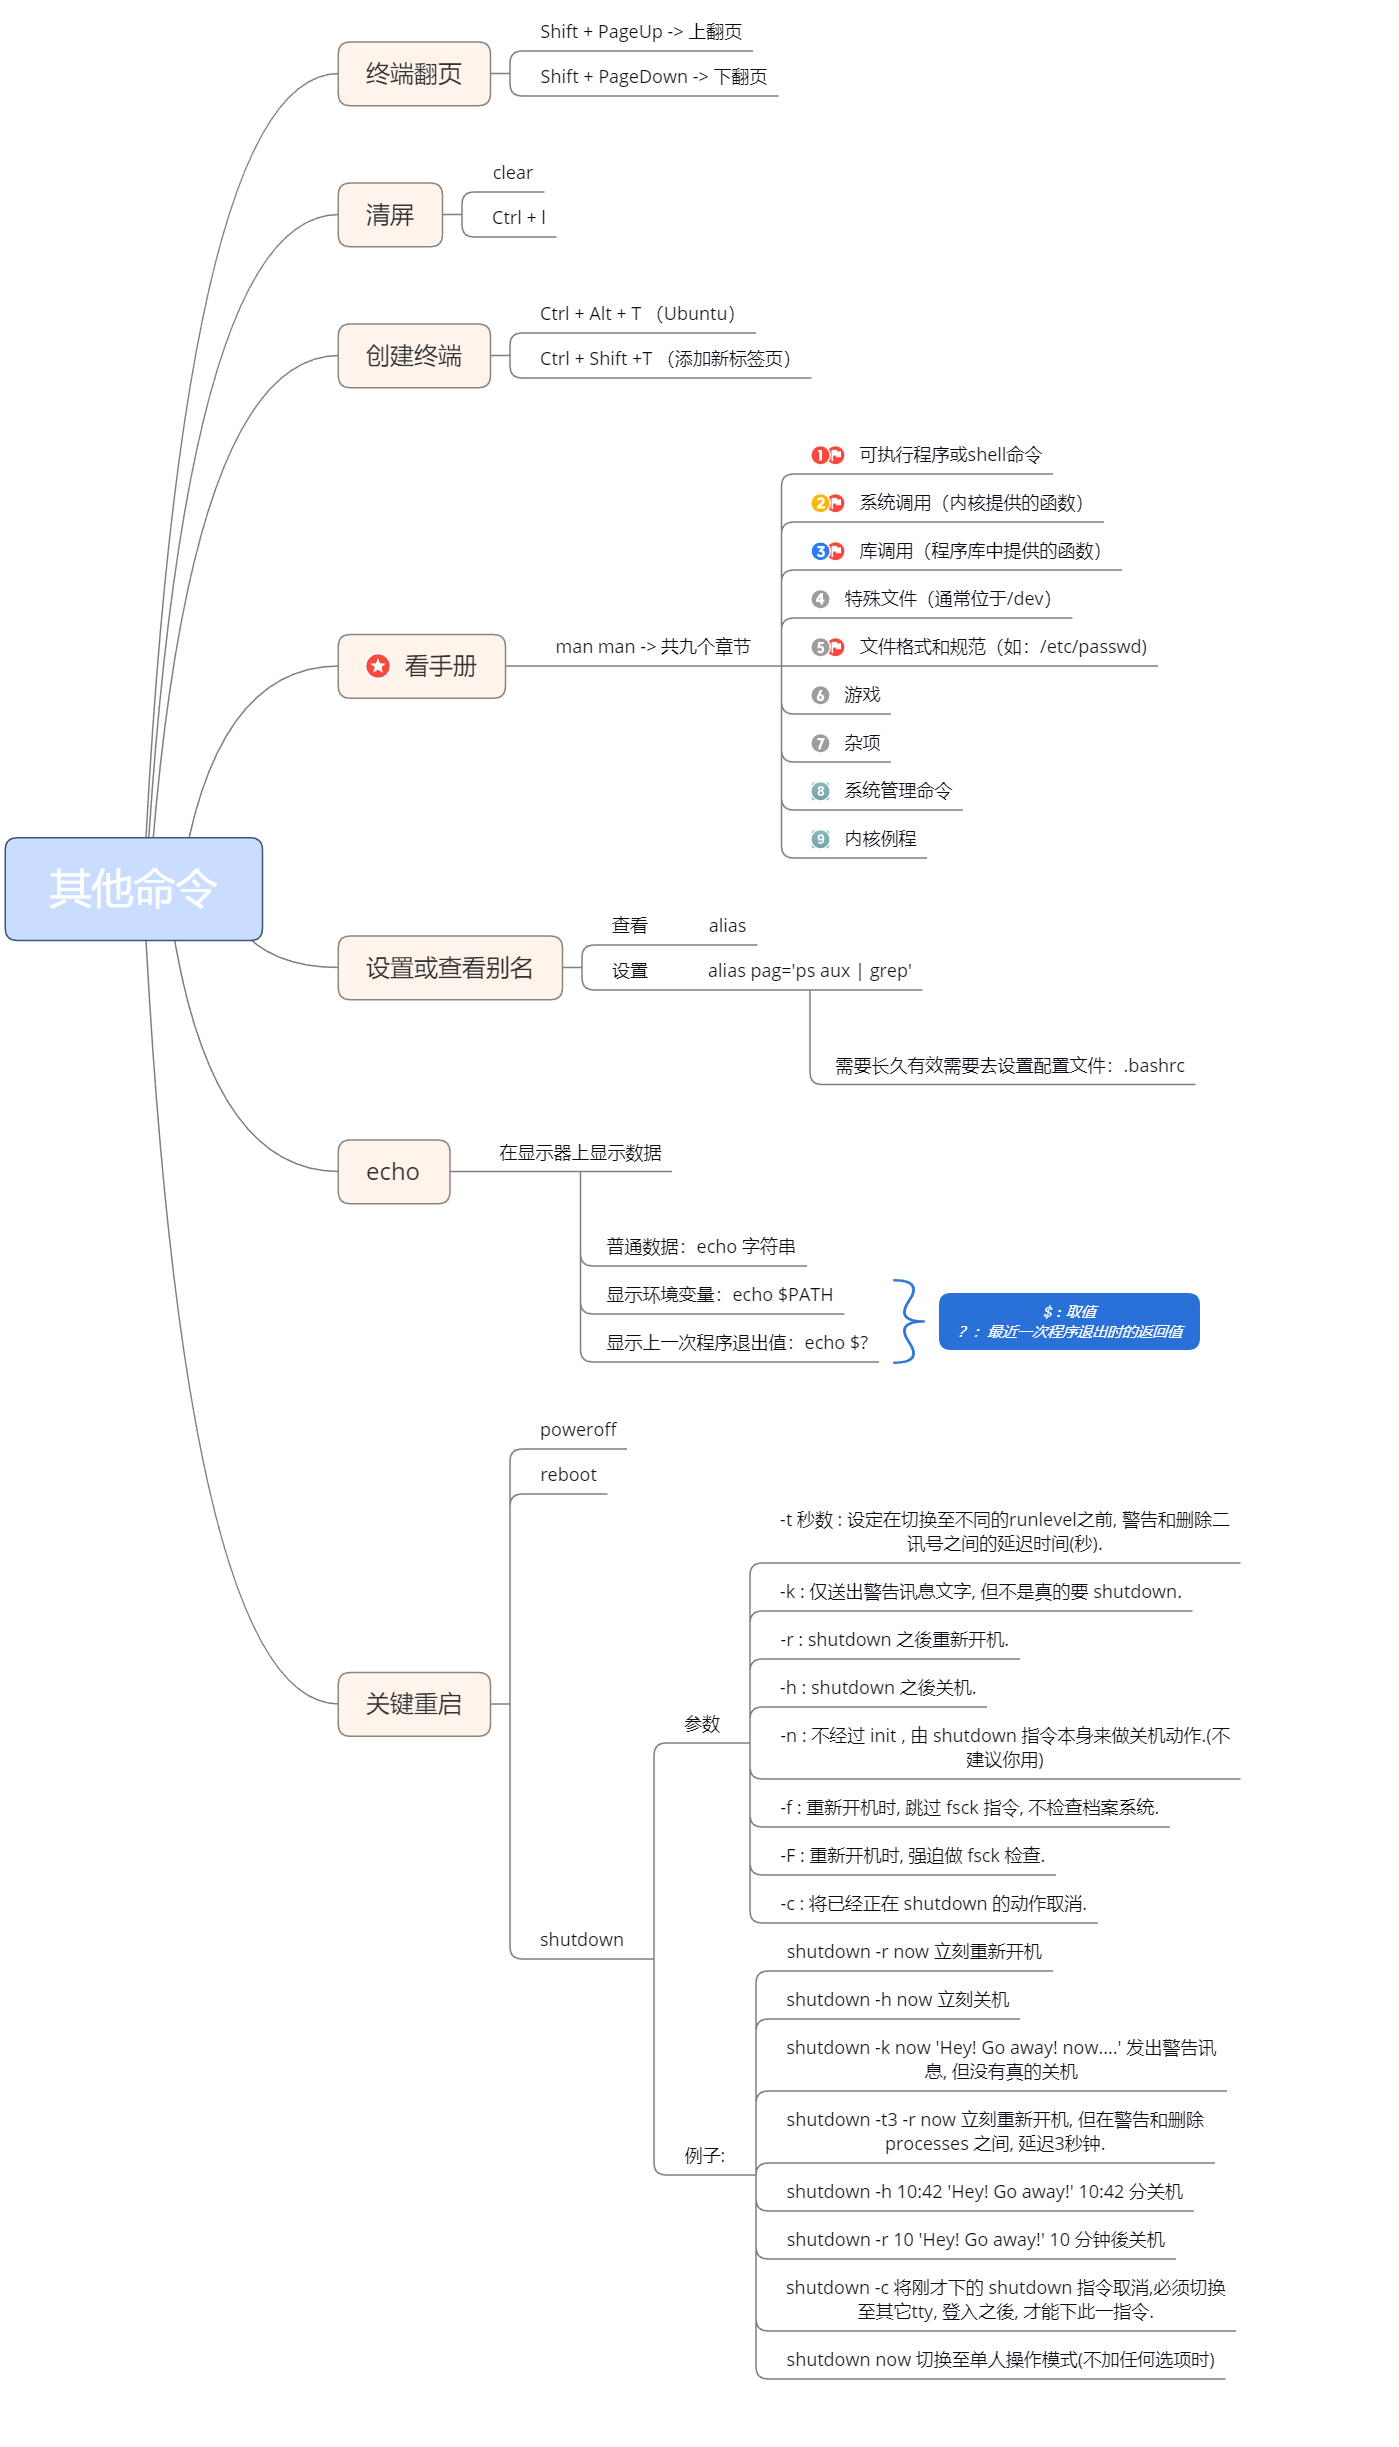 其他命令
终端翻页
Shift + PageUp -> 上翻页
Shift + PageDown -> 下翻页
清屏
clear
Ctrl + l
创建终端
Ctrl + Alt + T （Ubuntu）
Ctrl + Shift +T （添加新标签页）
看手册
man man -> 共九个章节
1 可执行程序或shell命令
2 系统调用（内核提供的函数）
3 库调用（程序库中提供的函数）
4 特殊文件（通常位于/dev）
5 文件格式和规范（如：/etc/passwd)
6 游戏
7 杂项
8 系统管理命令
9 内核例程
设置或查看别名
查看 alias
设置 alias pag='ps aux | grep'
需要长久有效需要去设置配置文件：.bashrc
echo
在显示器上显示数据
普通数据：echo 字符串
显示环境变量：echo $PATH
显示上一次程序退出值：echo $?
$ : 取值
？： 最近一次程序退出时的返回值
关键重启
poweroff
reboot
shutdown
参数
-t 秒数 : 设定在切换至不同的runlevel之前, 警告和删除二
讯号之间的延迟时间(秒).
-k : 仅送出警告讯息文字, 但不是真的要 shutdown.
-r : shutdown 之後重新开机.
-h : shutdown 之後关机.
-n : 不经过 init , 由 shutdown 指令本身来做关机动作.(不
建议你用)
-f : 重新开机时, 跳过 fsck 指令, 不检查档案系统.
-F : 重新开机时, 强迫做 fsck 检查.
-c : 将已经正在 shutdown 的动作取消.
例子:
shutdown -r now 立刻重新开机
shutdown -h now 立刻关机
shutdown -k now 'Hey! Go away! now....' 发出警告讯
息, 但没有真的关机
shutdown -t3 -r now 立刻重新开机, 但在警告和删除
processes 之间, 延迟3秒钟.
shutdown -h 10:42 'Hey! Go away!' 10:42 分关机
shutdown -r 10 'Hey! Go away!' 10 分钟後关机
shutdown -c 将刚才下的 shutdown 指令取消,必须切换
至其它tty, 登入之後, 才能下此一指令.
shutdown now 切换至单人操作模式(不加任何选项时)